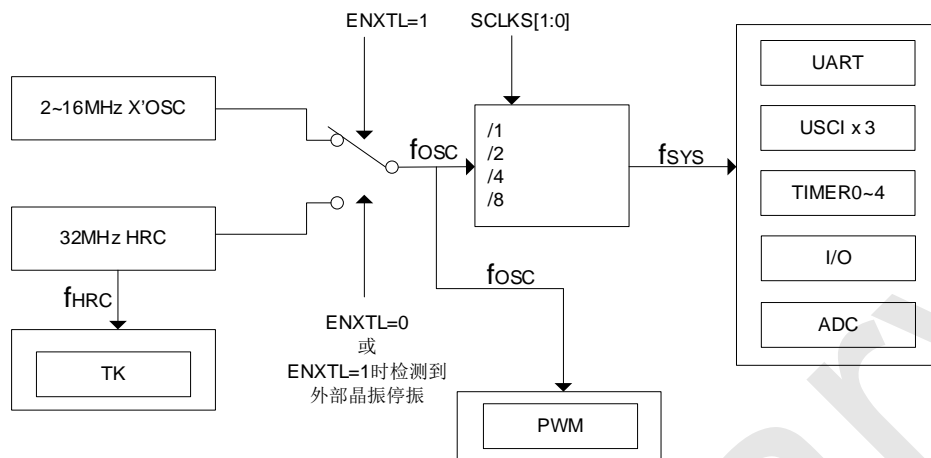 ENXTL=1
SCLKS[1:0]
2~16MHz X'OSC
32MHz HRC
fHRC
TK
fOSC
/1
/2
/4
/8
fSYS
fOSC
ENXTL=0
或
ENXTL=1时检测到
外部晶振停振
PWM
UART
USCI x 3
TIMER0~4
I/O
ADC